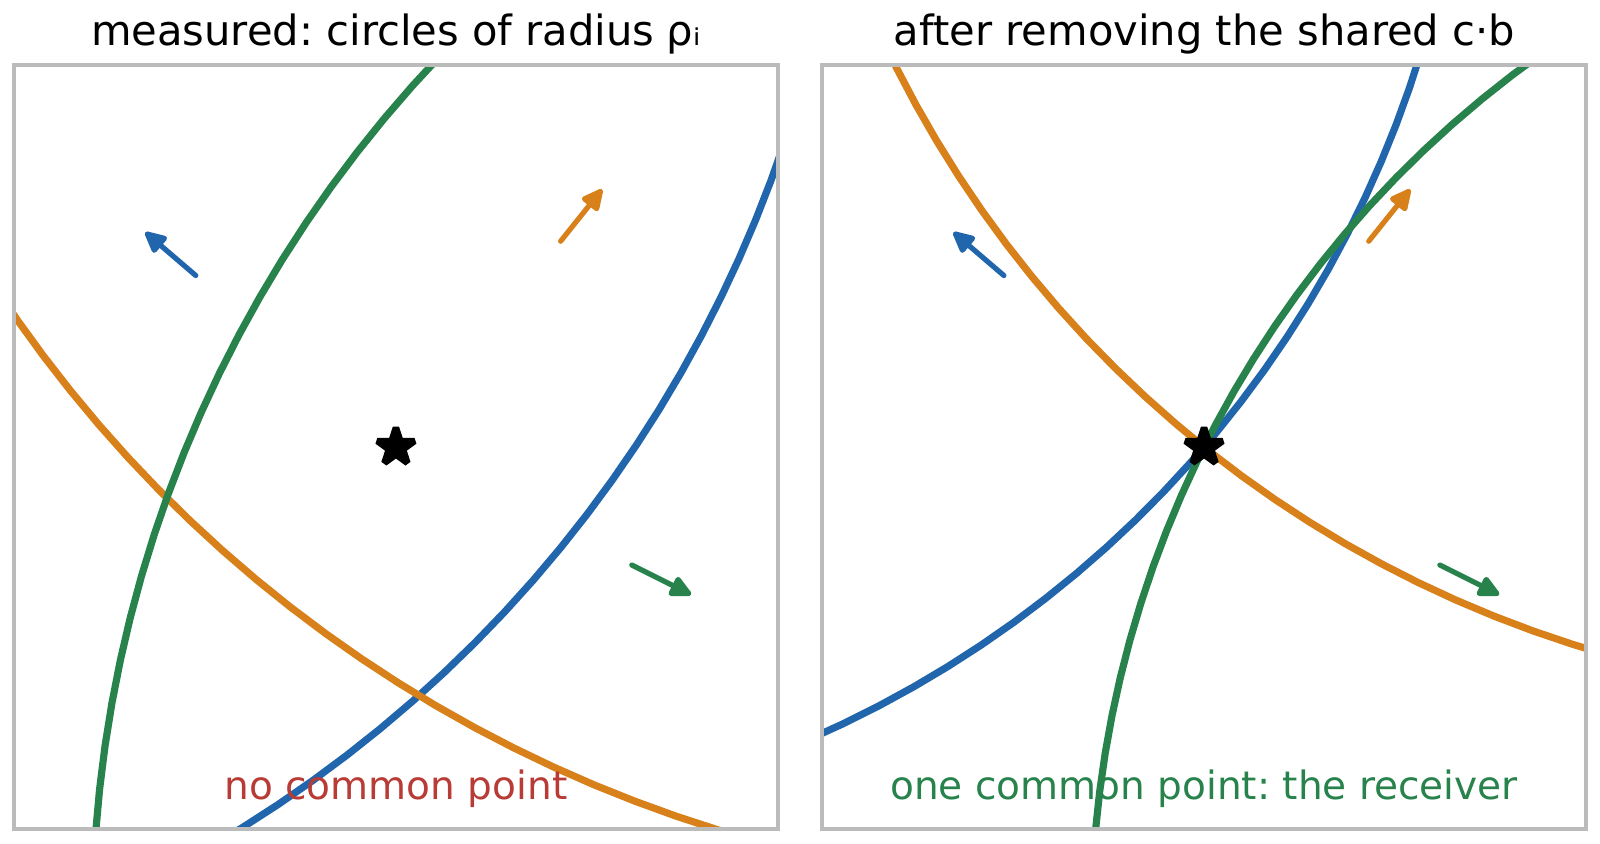 measured: circles of radius ρᵢ
after removing the shared c·b
no common point
one common point: the receiver